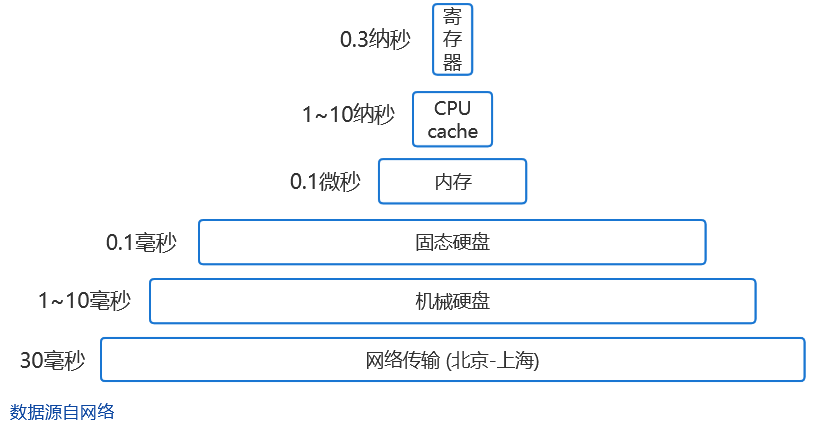 0.3纳秒
寄
存
器
1~10纳秒
CPU
cache
0.1微秒
内存
0.1毫秒
固态硬盘
1~10毫秒
机械硬盘
30毫秒
网络传输 (北京-上海)
数据源自网络